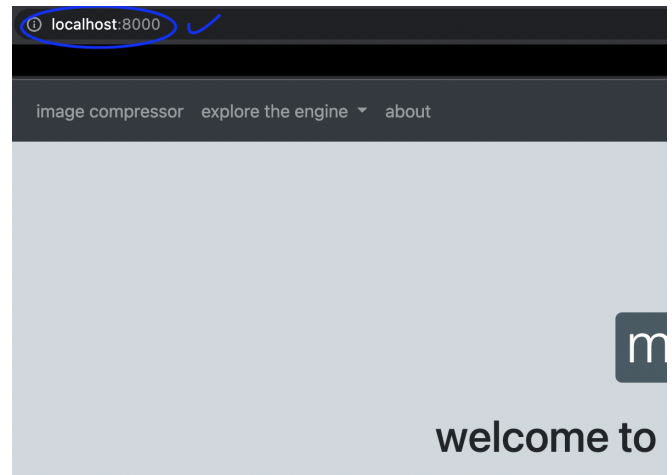 localhost:8000
image compressor explore the engine about
m
welcome to